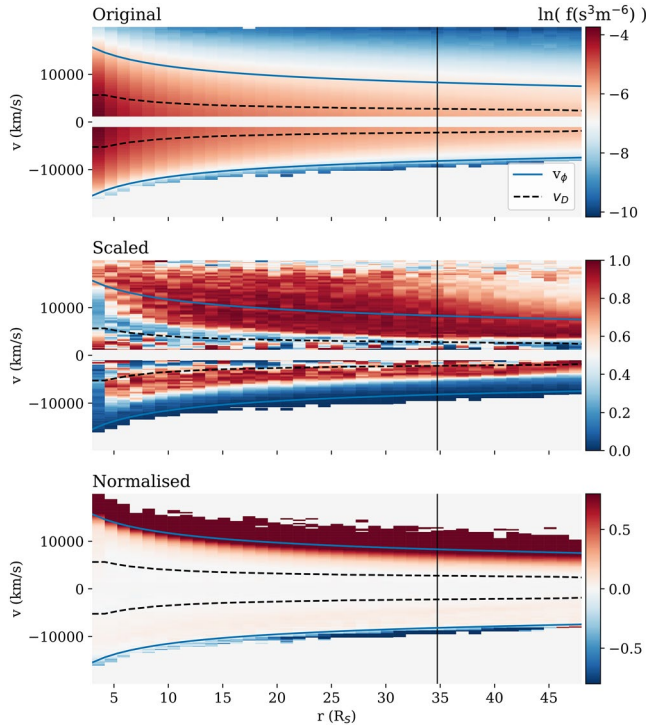 Original
ln( f(s³m⁻⁶) )
10000
0
−10000
v (km/s)
v_ϕ
v_D
−4
−6
−8
−10
Scaled
10000
0
−10000
v (km/s)
1.0
0.8
0.6
0.4
0.2
0.0
Normalised
10000
0
−10000
v (km/s)
0.5
0.0
−0.5
5 10 15 20 25 30 35 40 45
r (R_S)